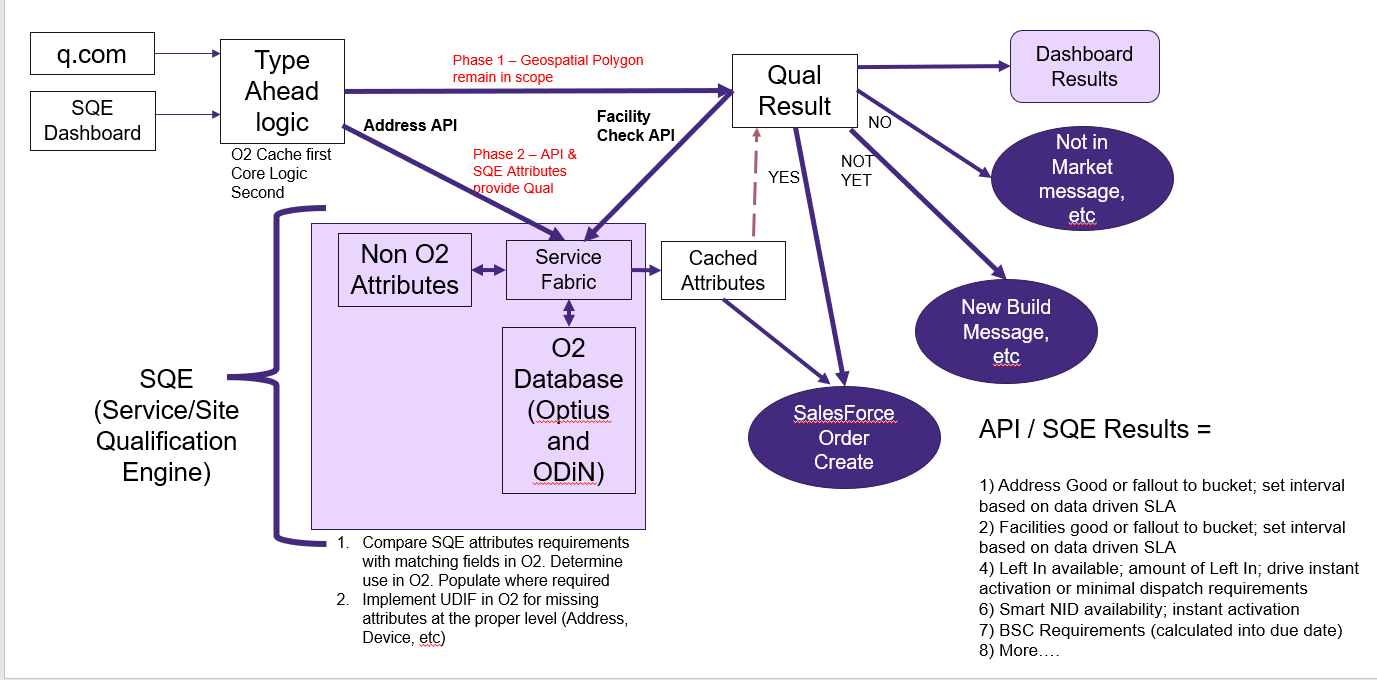 q.com
SQE
Dashboard
Type
Ahead
logic
O2 Cache first
Core Logic
Second
Phase 1 – Geospatial Polygon
remain in scope
Address API
Facility
Check API
Phase 2 – API &
SQE Attributes
provide Qual
Qual
Result
Dashboard
Results
NO
Not in
Market
message,
etc
NOT
YET
YES
New Build
Message,
etc
Non O2
Attributes
Service
Fabric
Cached
Attributes
O2
Database
(Optius
and
ODiN)
SQE
(Service/Site
Qualification
Engine)
SalesForce
Order
Create
1. Compare SQE attributes requirements
with matching fields in O2. Determine
use in O2. Populate where required
2. Implement UDIF in O2 for missing
attributes at the proper level (Address,
Device, etc)
API / SQE Results =
1) Address Good or fallout to bucket; set interval
based on data driven SLA
2) Facilities good or fallout to bucket; set interval
based on data driven SLA
4) Left In available; amount of Left In; drive instant
activation or minimal dispatch requirements
6) Smart NID availability; instant activation
7) BSC Requirements (calculated into due date)
8) More….